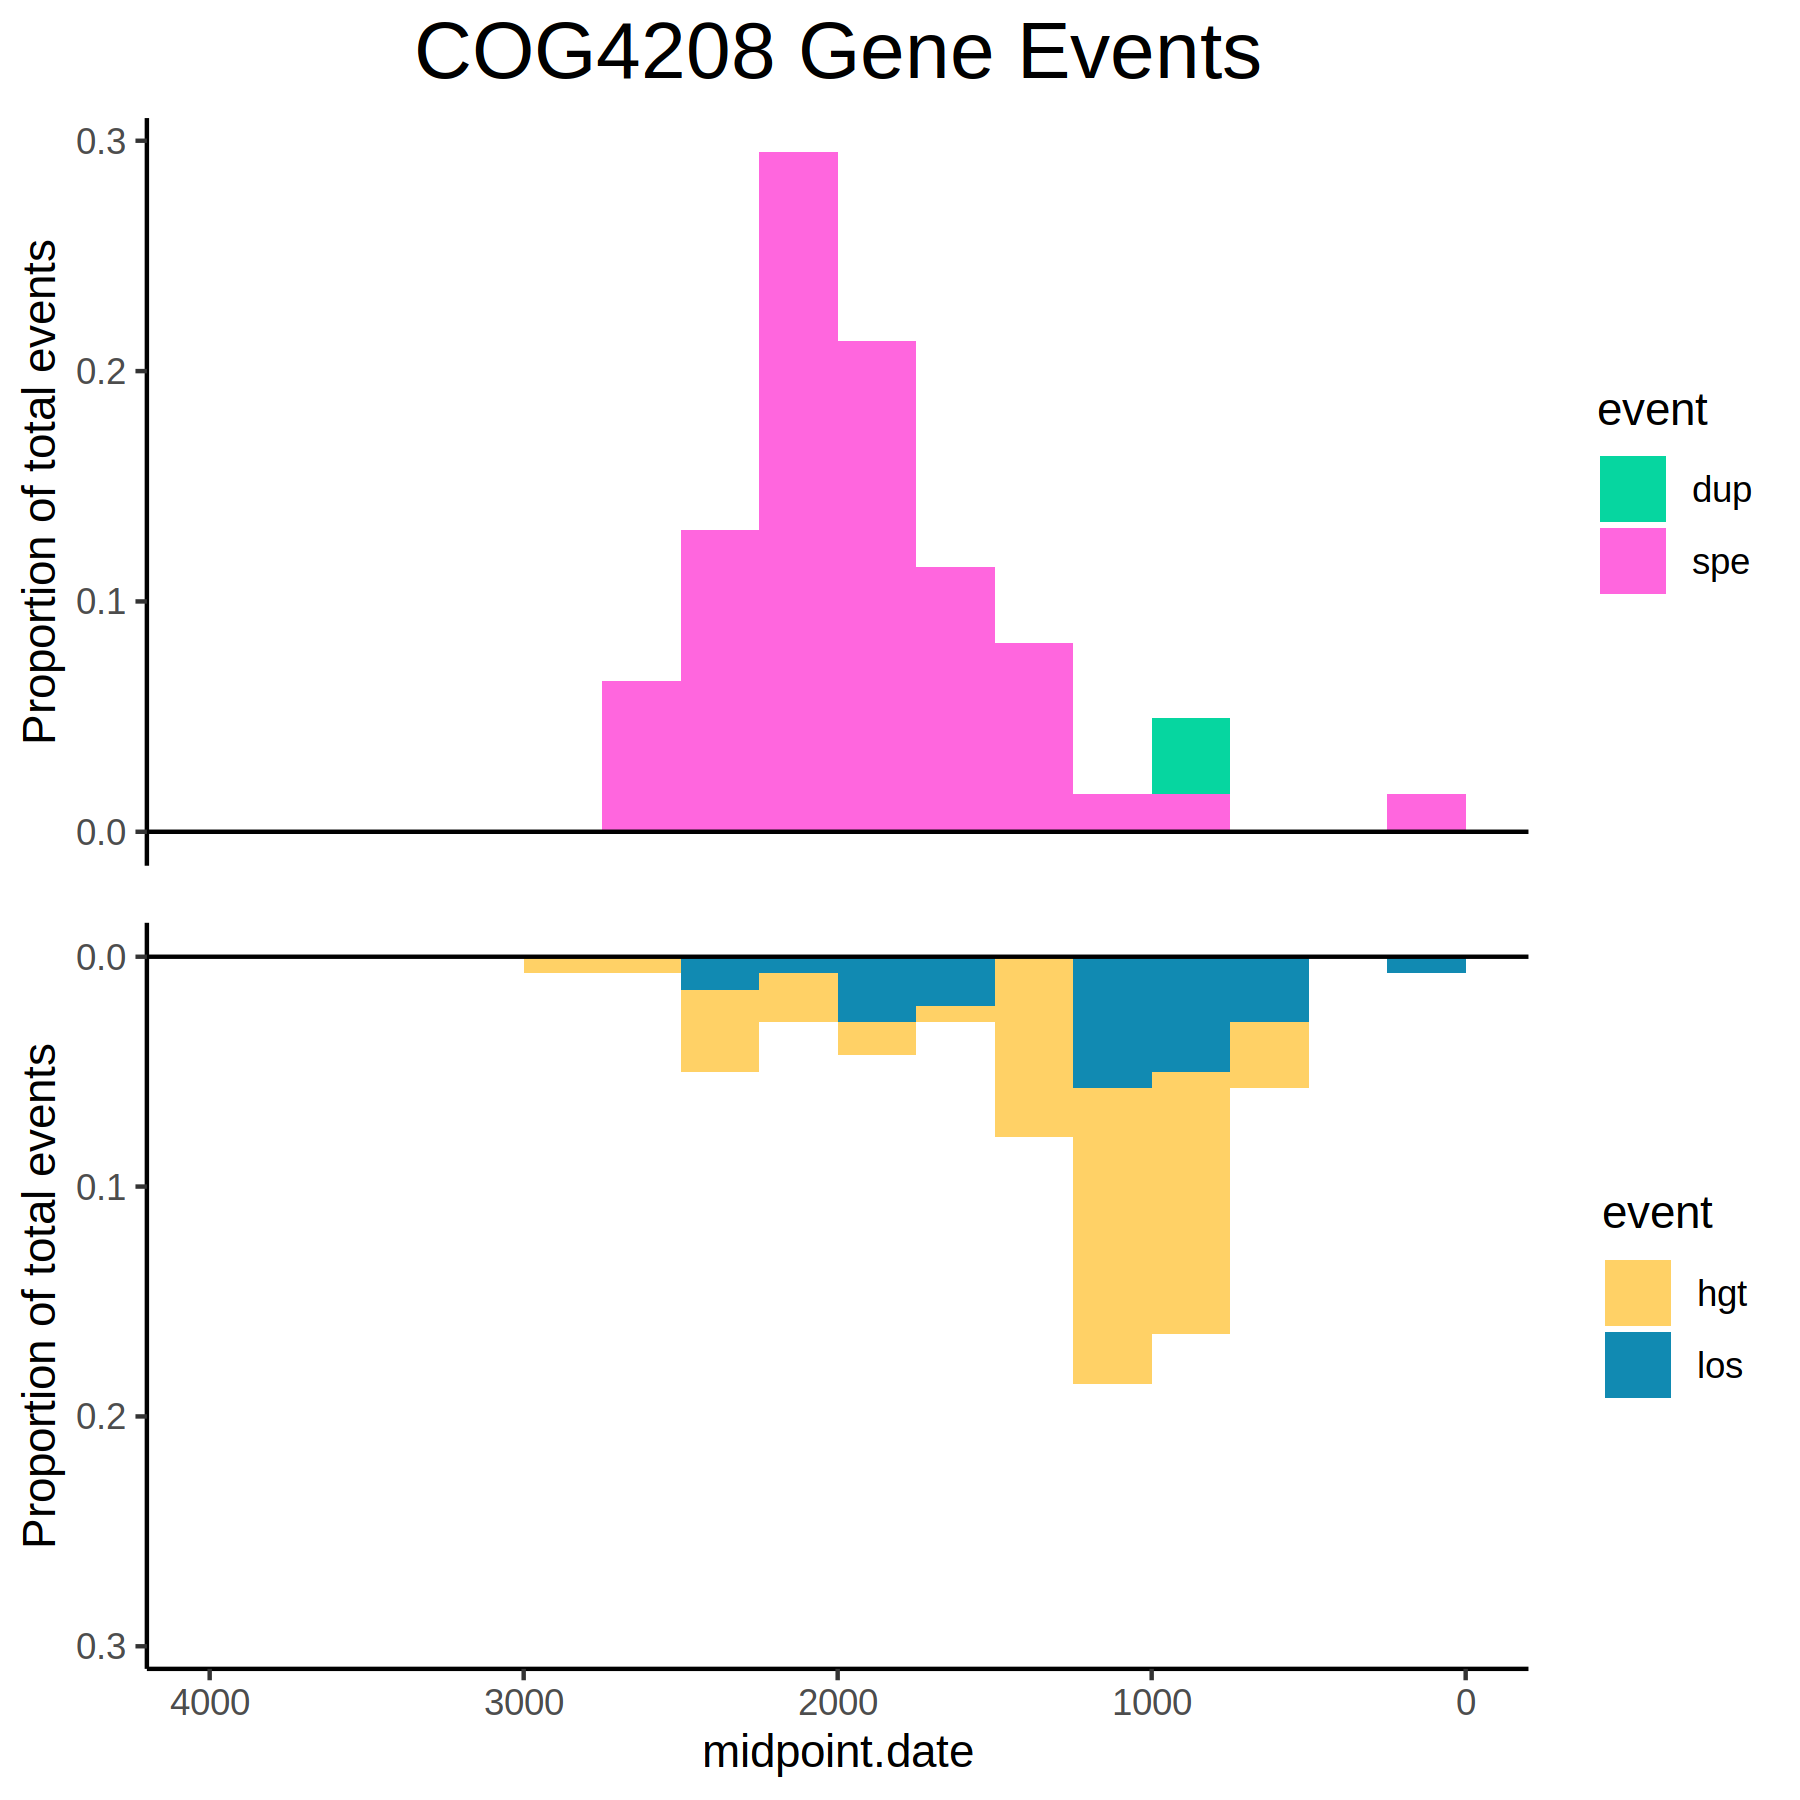 COG4208 Gene Events
Proportion of total events
0.3
0.2
0.1
0.0
event
dup
spe
Proportion of total events
0.0
0.1
0.2
0.3
event
hgt
los
4000 3000 2000 1000 0
midpoint.date